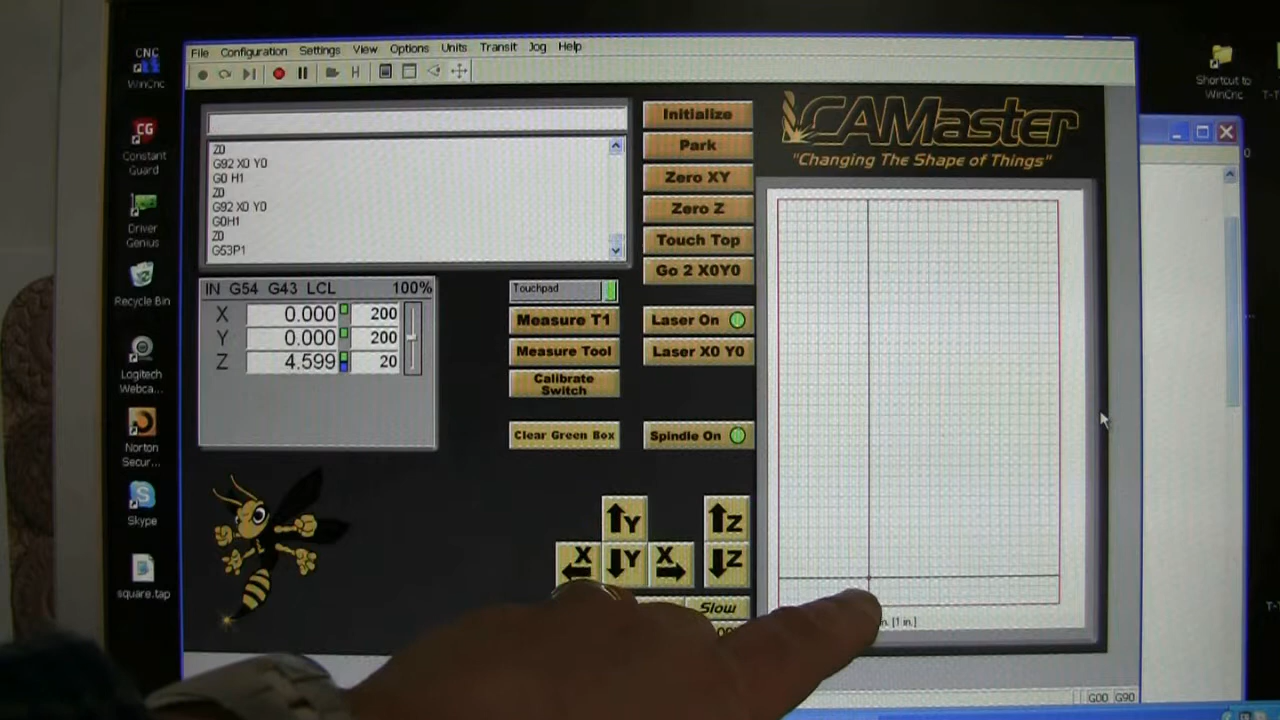 File Configuration Settings View Options Units Transit Jog Help
CNC
WinCnc
Constant
Guard
Driver
Genius
Recycle Bin
Logitech
Webca...
Norton
Secur...
Skype
square.tap
Z0
G92 X0 Y0
G0 H1
Z0
G92 X0 Y0
G0H1
Z0
G53P1
IN G54 G43 LCL 100%
X 0.000 200
Y 0.000 200
Z 4.599 20
Initialize
Park
Zero XY
Zero Z
Touch Top
Go 2 X0Y0
Touchpad
Measure T1
Laser On
Measure Tool
Laser X0 Y0
Calibrate
Switch
Clear Green Box
Spindle On
Y
Z
X
Y
X
Z
Slow
CAMaster
"Changing The Shape of Things"
[1 in.]
G00 G90
Shortcut to
WinCnc